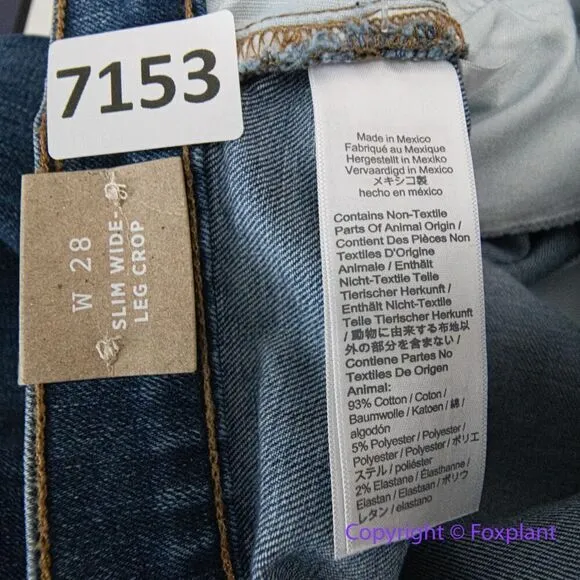 7153
W 28
SLIM WIDE-
LEG CROP
Made in Mexico
Fabriqué au Mexique
Hergestellt in Mexiko
Vervaardigd in Mexico
メキシコ製
hecho en méxico
Contains Non-Textile
Parts Of Animal Origin /
Contient Des Pièces Non
Textiles D'Origine
Animale / Enthält
Nicht-Textile Teile
Tierischer Herkunft /
Enthält Nicht-Textile
Teile Tierischer Herkunft
/ 動物に由来する布地以
外の部分を含まない /
Contiene Partes No
Textiles De Origen
Animal:
93% Cotton / Coton /
Baumwolle / Katoen / 綿 /
algodón
5% Polyester / Polyester /
Polyester / Polyester / ポリエ
ステル / poliéster
2% Elastane / Élasthanne /
Elastan / Elastaan / ポリウ
レタン / elastano
Copyright © Foxplant